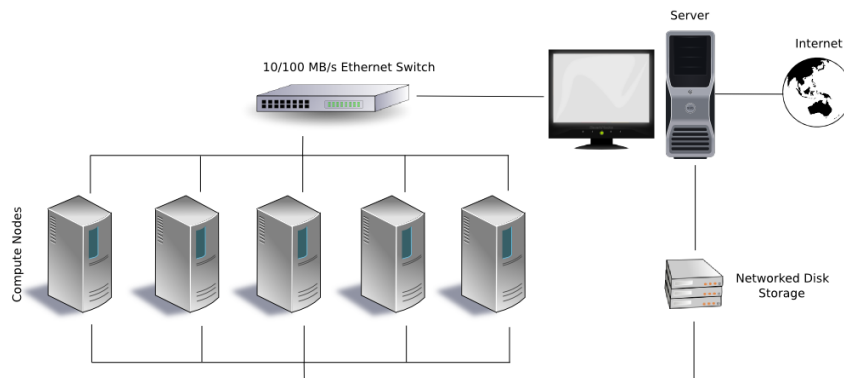 Server
Internet
10/100 MB/s Ethernet Switch
Compute Nodes
Networked Disk
Storage